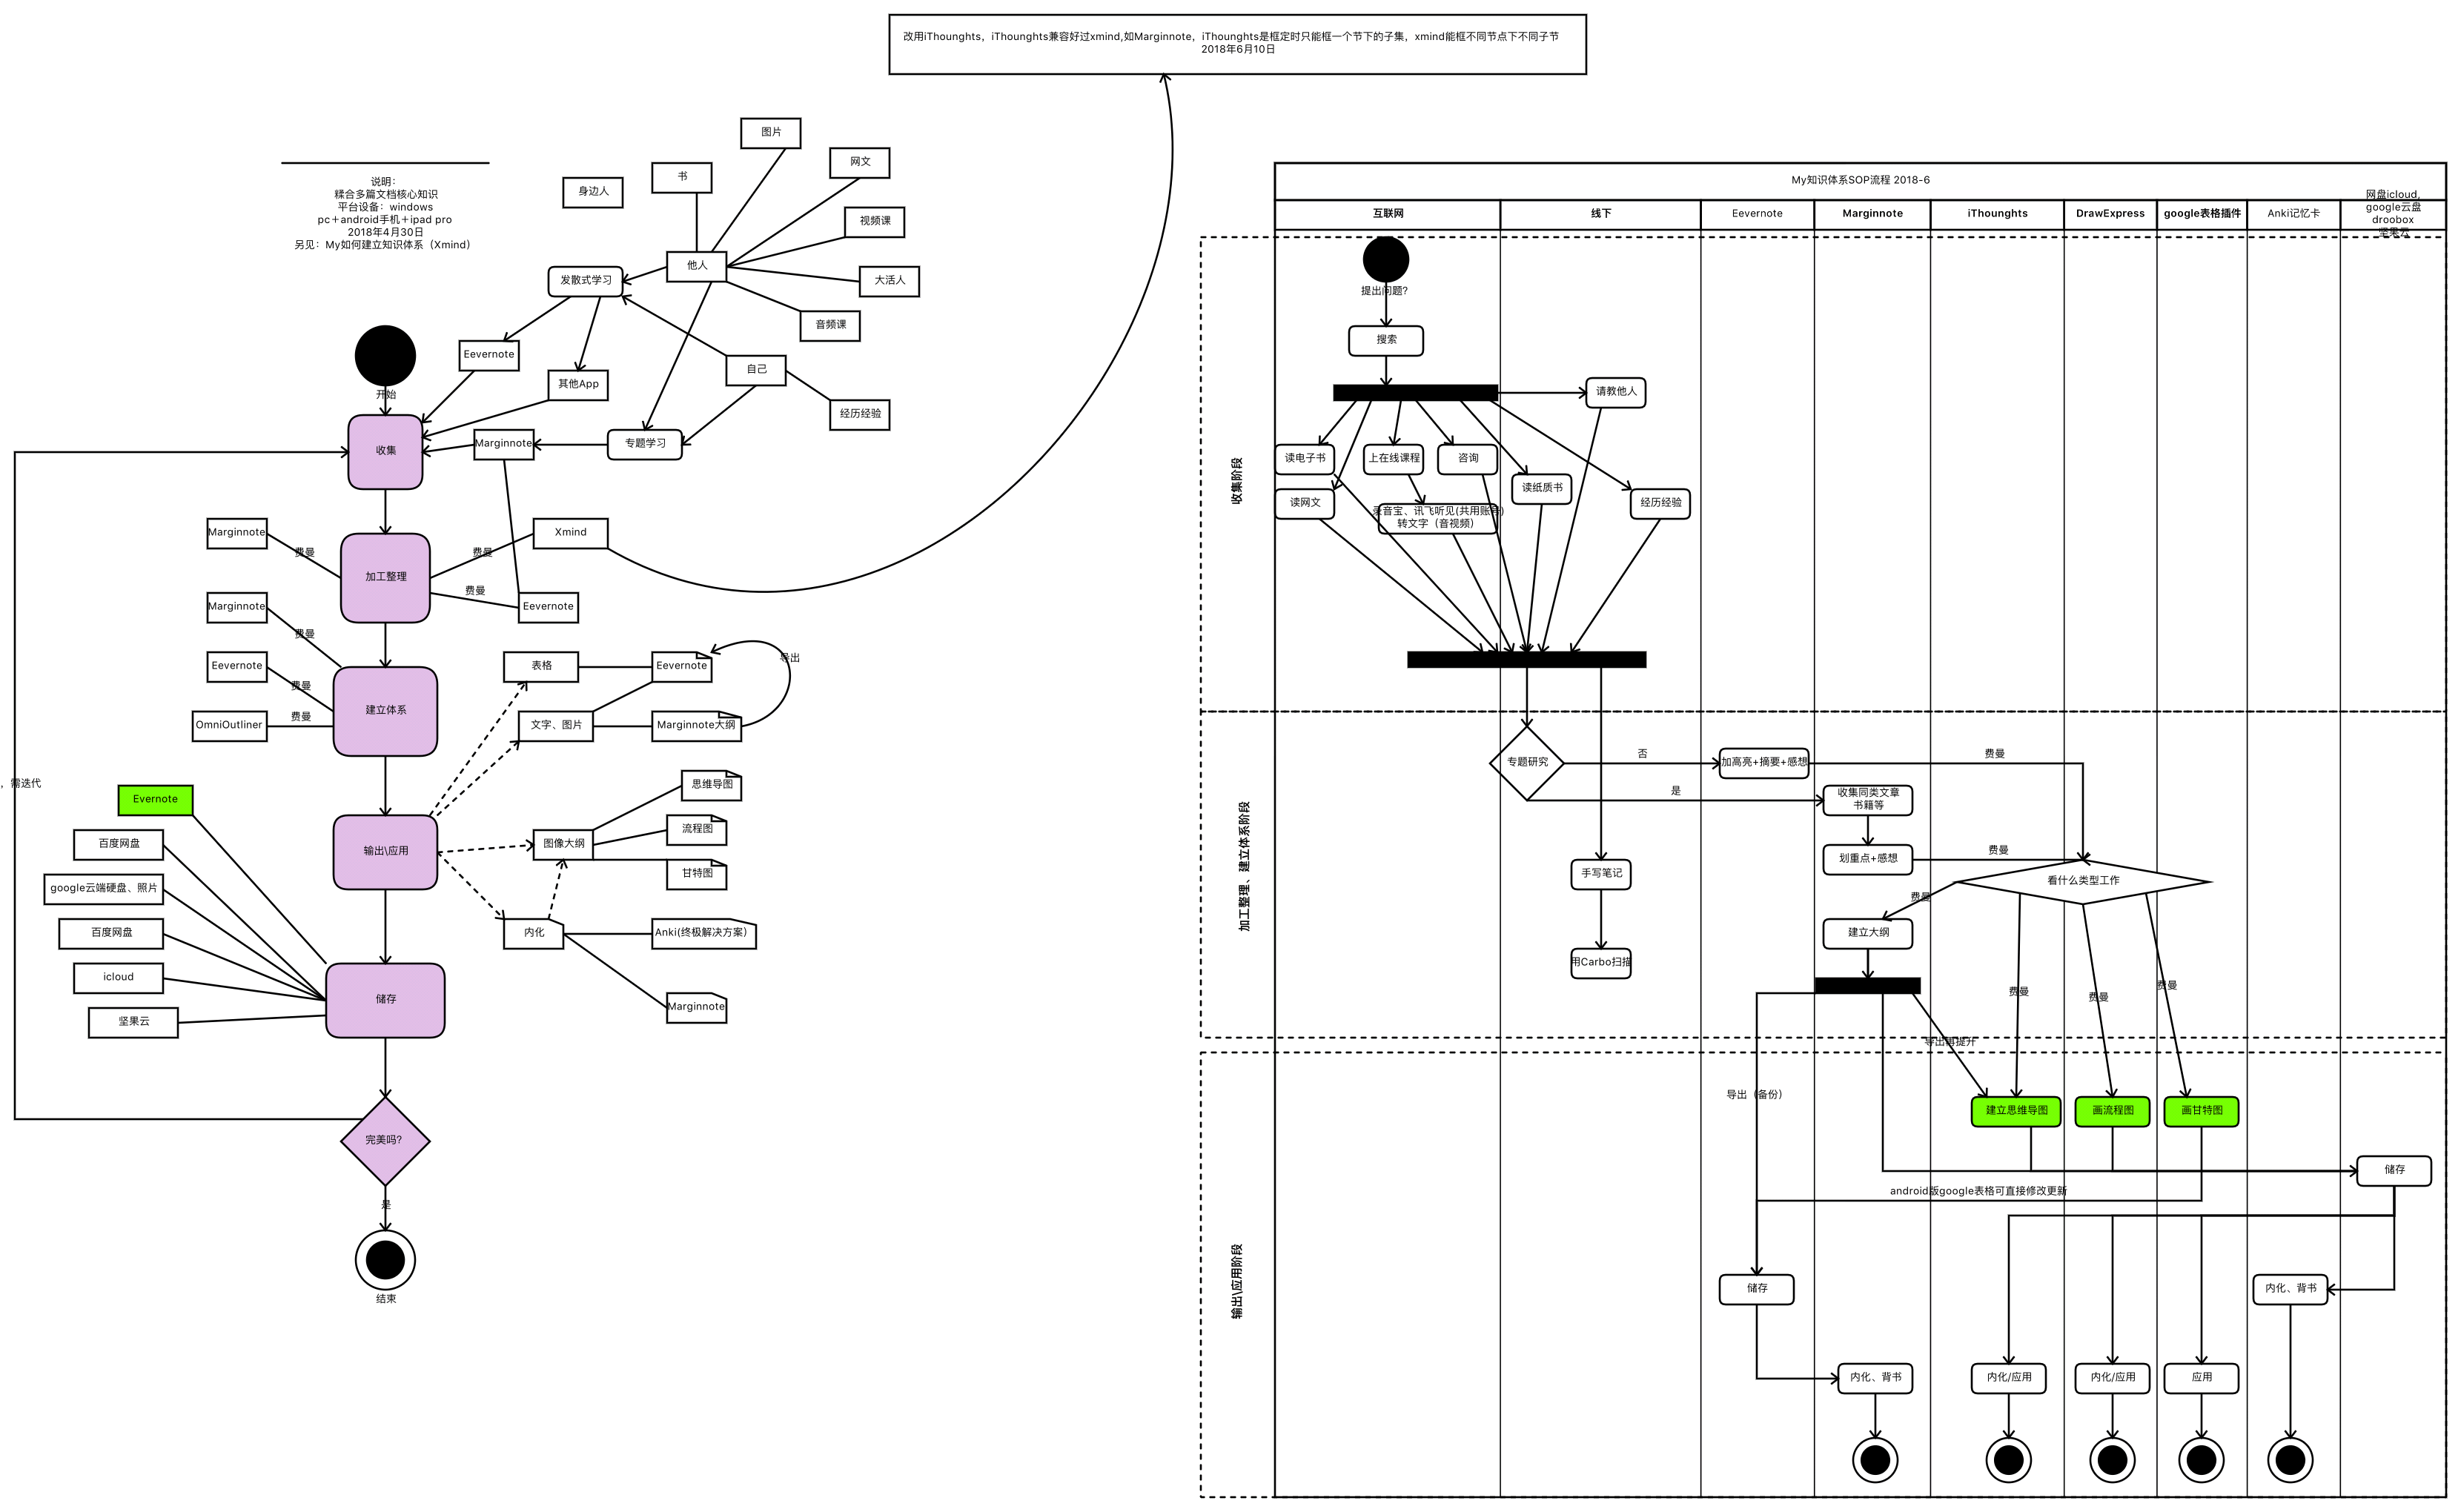 改用iThounghts，iThounghts兼容好过xmind,如Marginnote，iThounghts是框定时只能框一个节下的子集，xmind能框不同节点下不同子节
2018年6月10日
说明：
糅合多篇文档核心知识
平台设备：windows
pc＋android手机＋ipad pro
2018年4月30日
另见：My如何建立知识体系（Xmind）
图片
书
网文
身边人
视频课
他人
大活人
发散式学习
音频课
Eevernote
自己
其他App
经历经验
开始
收集
Marginnote
专题学习
Marginnote
费曼
加工整理
费曼
Xmind
费曼
Eevernote
Marginnote
费曼
Eevernote
费曼
OmniOutliner
费曼
建立体系
表格
Eevernote
导出
文字、图片
Marginnote大纲
，需迭代
Evernote
百度网盘
google云端硬盘、照片
百度网盘
icloud
坚果云
输出\应用
思维导图
图像大纲
流程图
甘特图
内化
Anki(终极解决方案)
Marginnote
储存
完美吗?
是
结束
My知识体系SOP流程 2018-6
互联网
线下
Eevernote
Marginnote
iThounghts
DrawExpress
google表格插件
Anki记忆卡
网盘icloud,
google云盘
droobox
坚果云
收集阶段
提出问题?
搜索
请教他人
读电子书
上在线课程
咨询
读纸质书
读网文
录音宝、讯飞听见(共用账号)
转文字（音视频)
经历经验
加工整理、建立体系阶段
专题研究
否
加高亮+摘要+感想
费曼
是
收集同类文章
书籍等
划重点+感想
费曼
手写笔记
看什么类型工作
费曼
建立大纲
用Carbo扫描
费曼
费曼
费曼
导出再提升
输出\应用阶段
导出（备份）
建立思维导图
画流程图
画甘特图
储存
android版google表格可直接修改更新
储存
内化、背书
内化、背书
内化/应用
内化/应用
应用